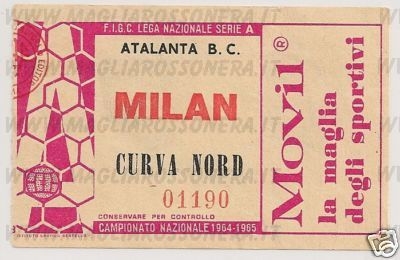 F.I.G.C. LEGA NAZIONALE SERIE A
ATALANTA B. C.
MILAN
CURVA NORD
01190
CONSERVARE PER CONTROLLO
CAMPIONATO NAZIONALE 1964-1965
Movil®
la maglia
degli sportivi
WWW.MAGLIAROSSONERA.IT